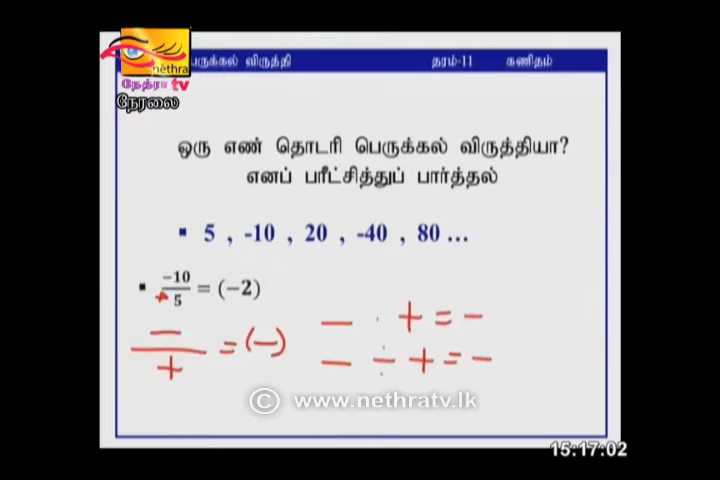 nethra
நேத்ரா tv
நேரலை
பெருக்கல் விருத்தி தரம்-11 கணிதம்
ஒரு எண் தொடரி பெருக்கல் விருத்தியா?
எனப் பரீட்சித்துப் பார்த்தல்
▪ 5 , -10 , 20 , -40 , 80 ...
▪ −10/+5 = (−2)
−/+ = (−)
− · + = −
− ÷ + = −
© www.nethratv.lk
15:17:02